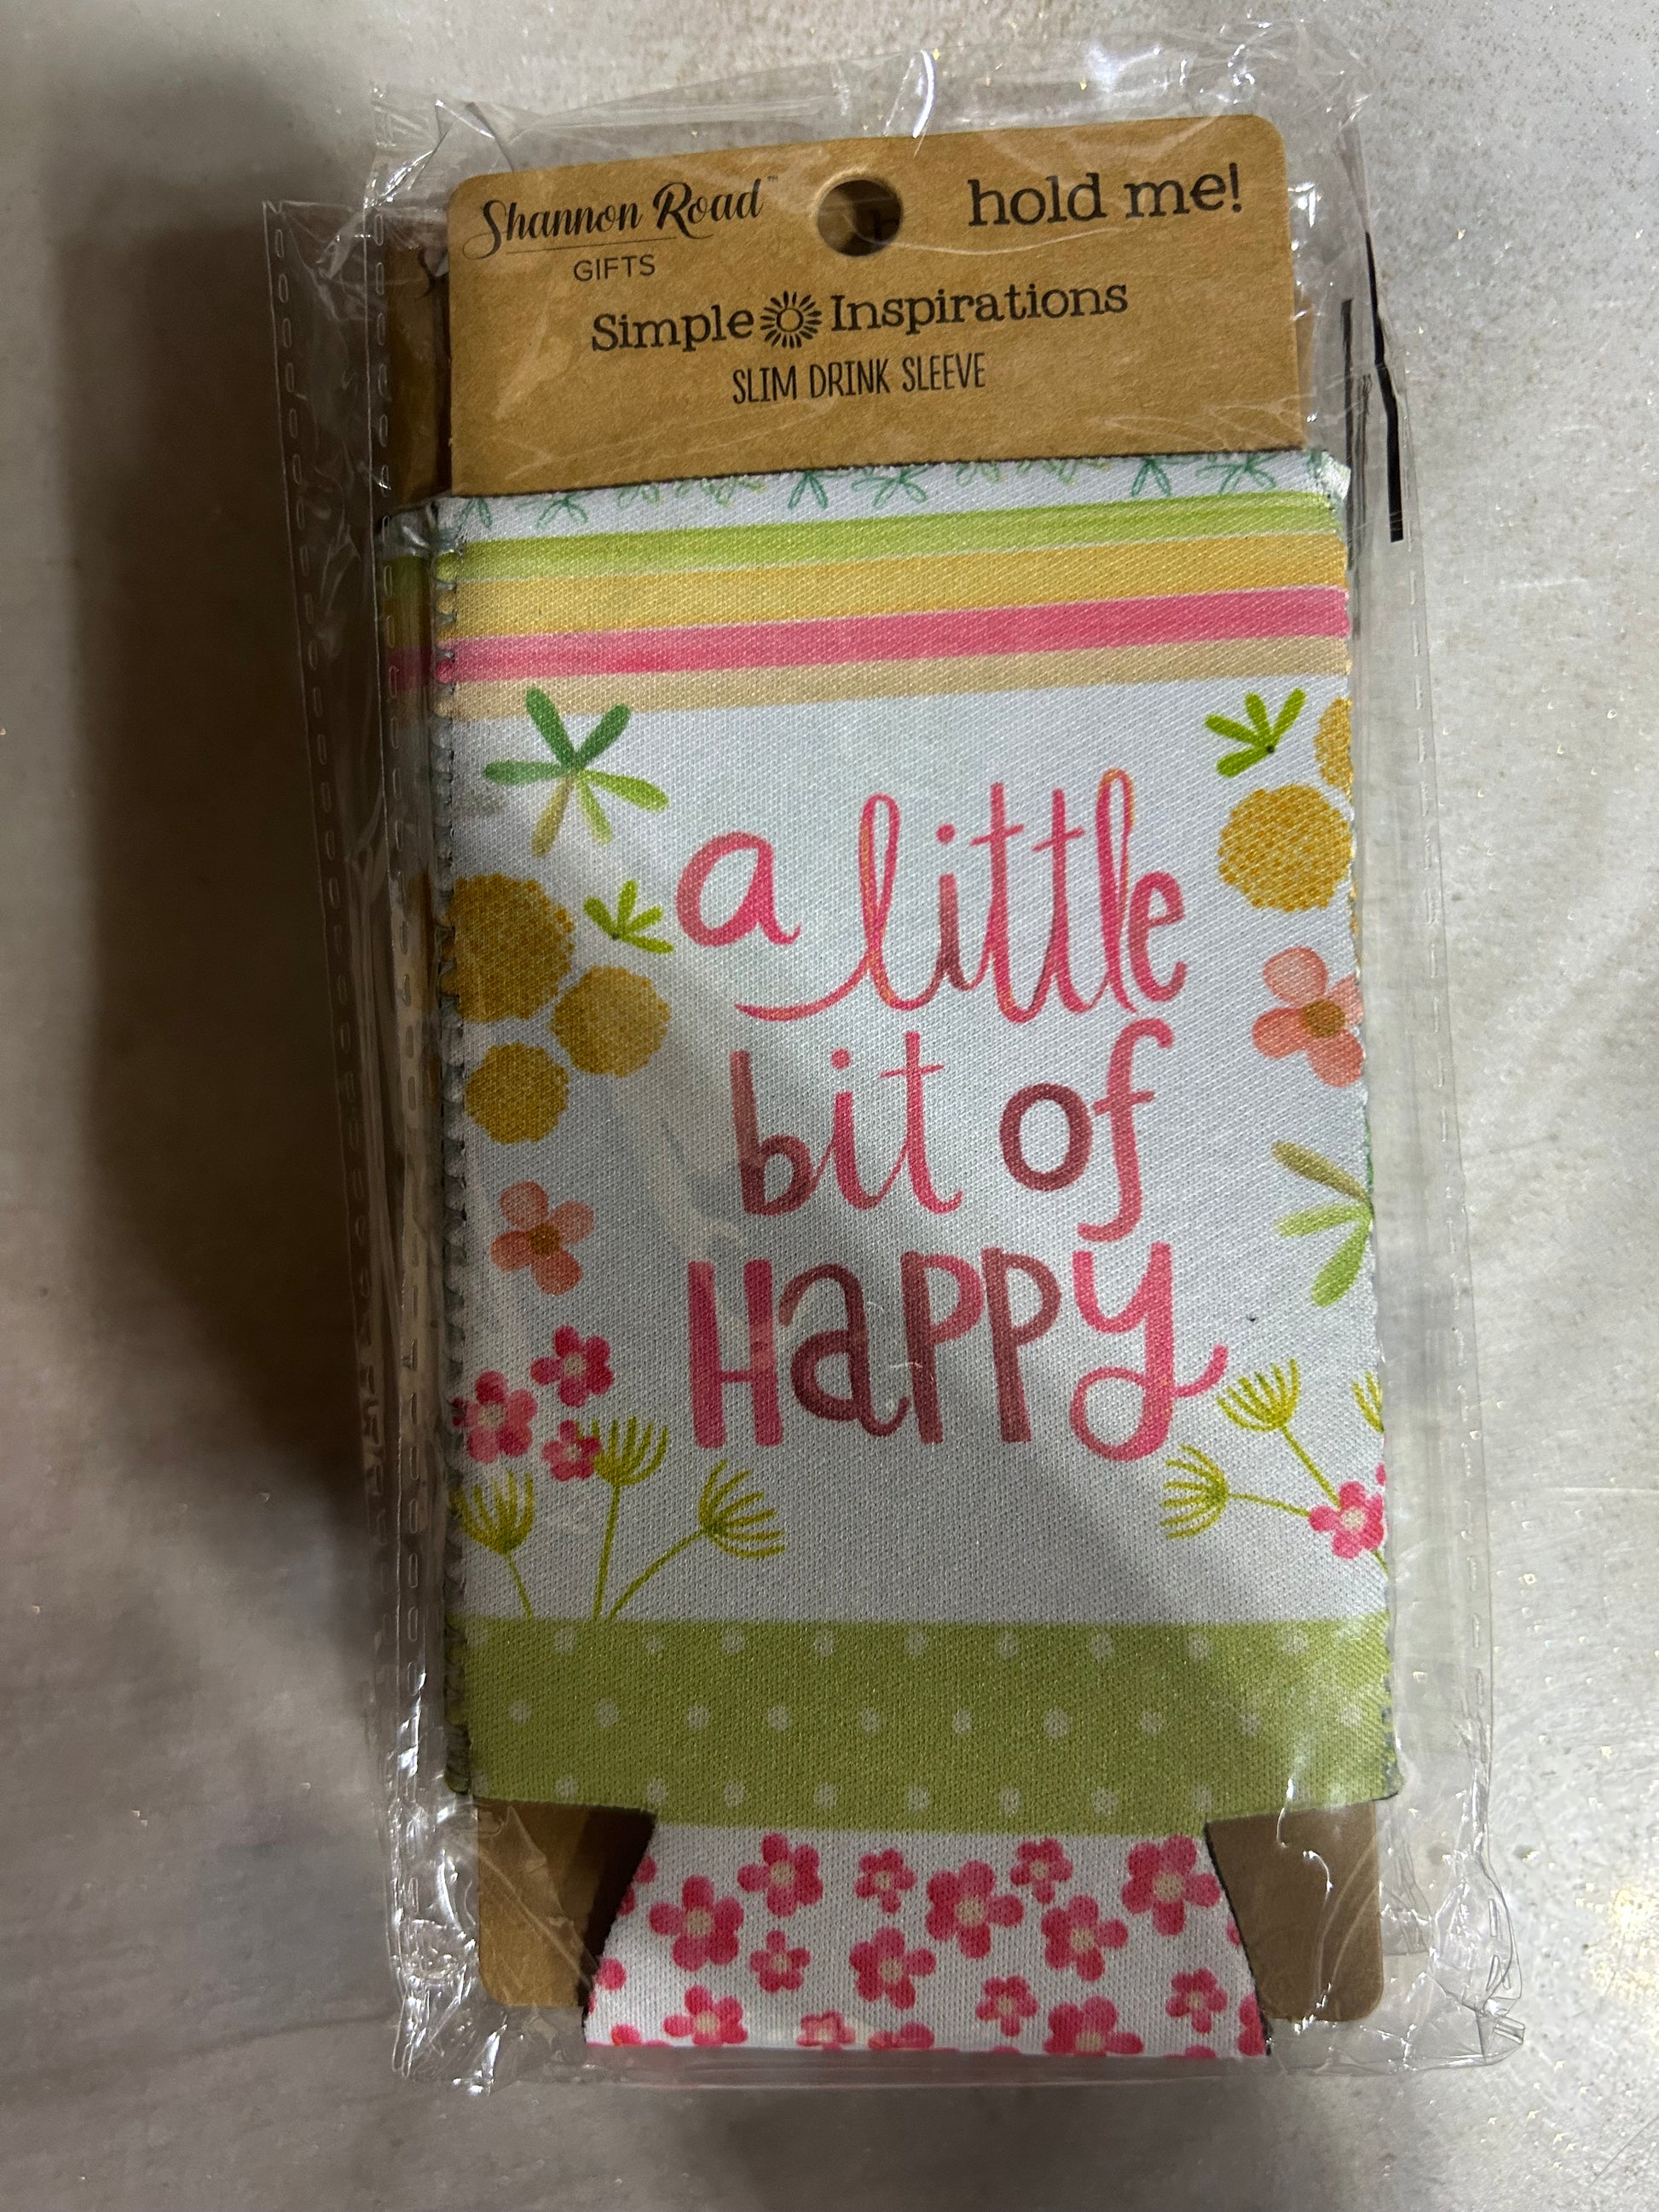 Shannon Road™ hold me!
GIFTS
Simple Inspirations
SLIM DRINK SLEEVE
a little
bit of
Happy